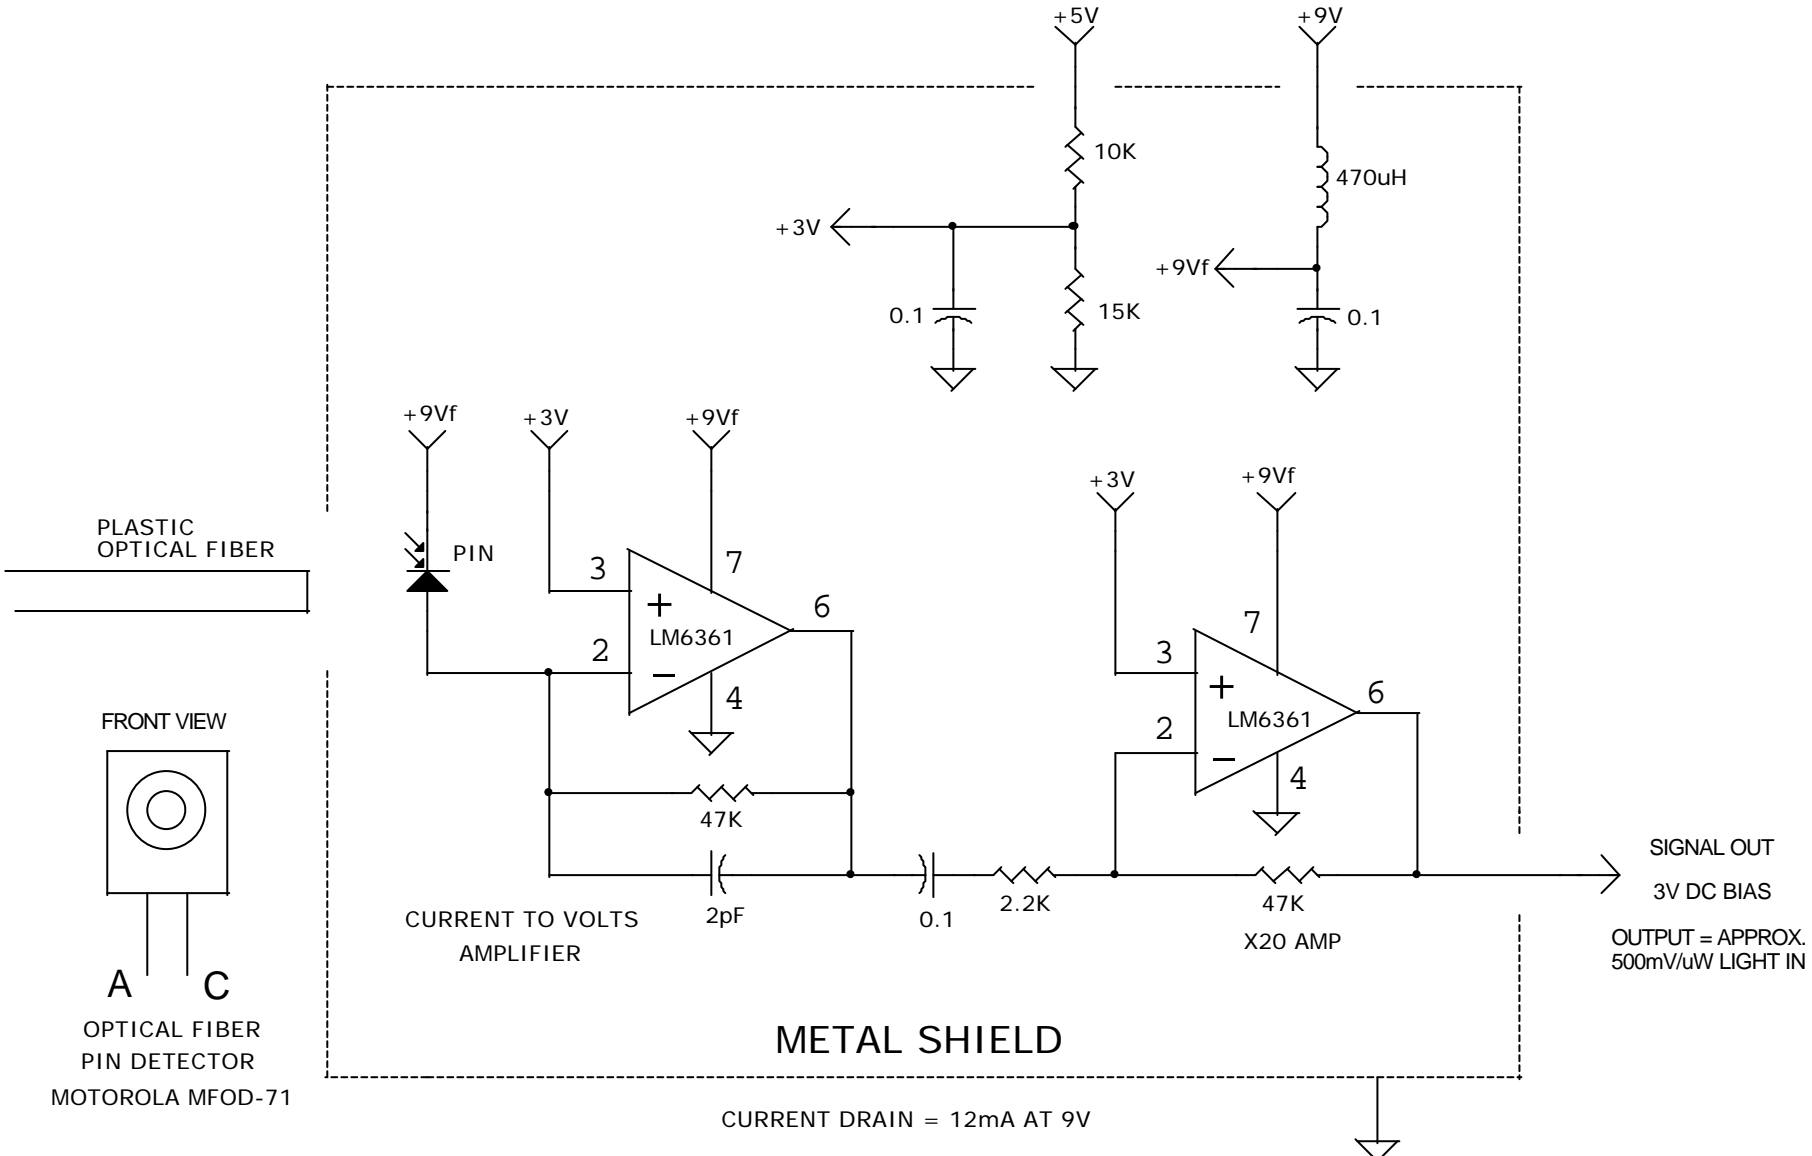 +5V
+9V
10K
470uH
+3V
+9Vf
0.1
15K
0.1
+9Vf
+3V
+9Vf
+3V
+9Vf
PLASTIC
OPTICAL FIBER
PIN
3
7
+
LM6361
6
2
−
4
3
7
+
LM6361
6
2
−
4
FRONT VIEW
47K
2pF
0.1
2.2K
47K
X20 AMP
CURRENT TO VOLTS
AMPLIFIER
SIGNAL OUT
3V DC BIAS
OUTPUT = APPROX.
500mV/uW LIGHT IN
A C
OPTICAL FIBER
PIN DETECTOR
MOTOROLA MFOD-71
METAL SHIELD
CURRENT DRAIN = 12mA AT 9V